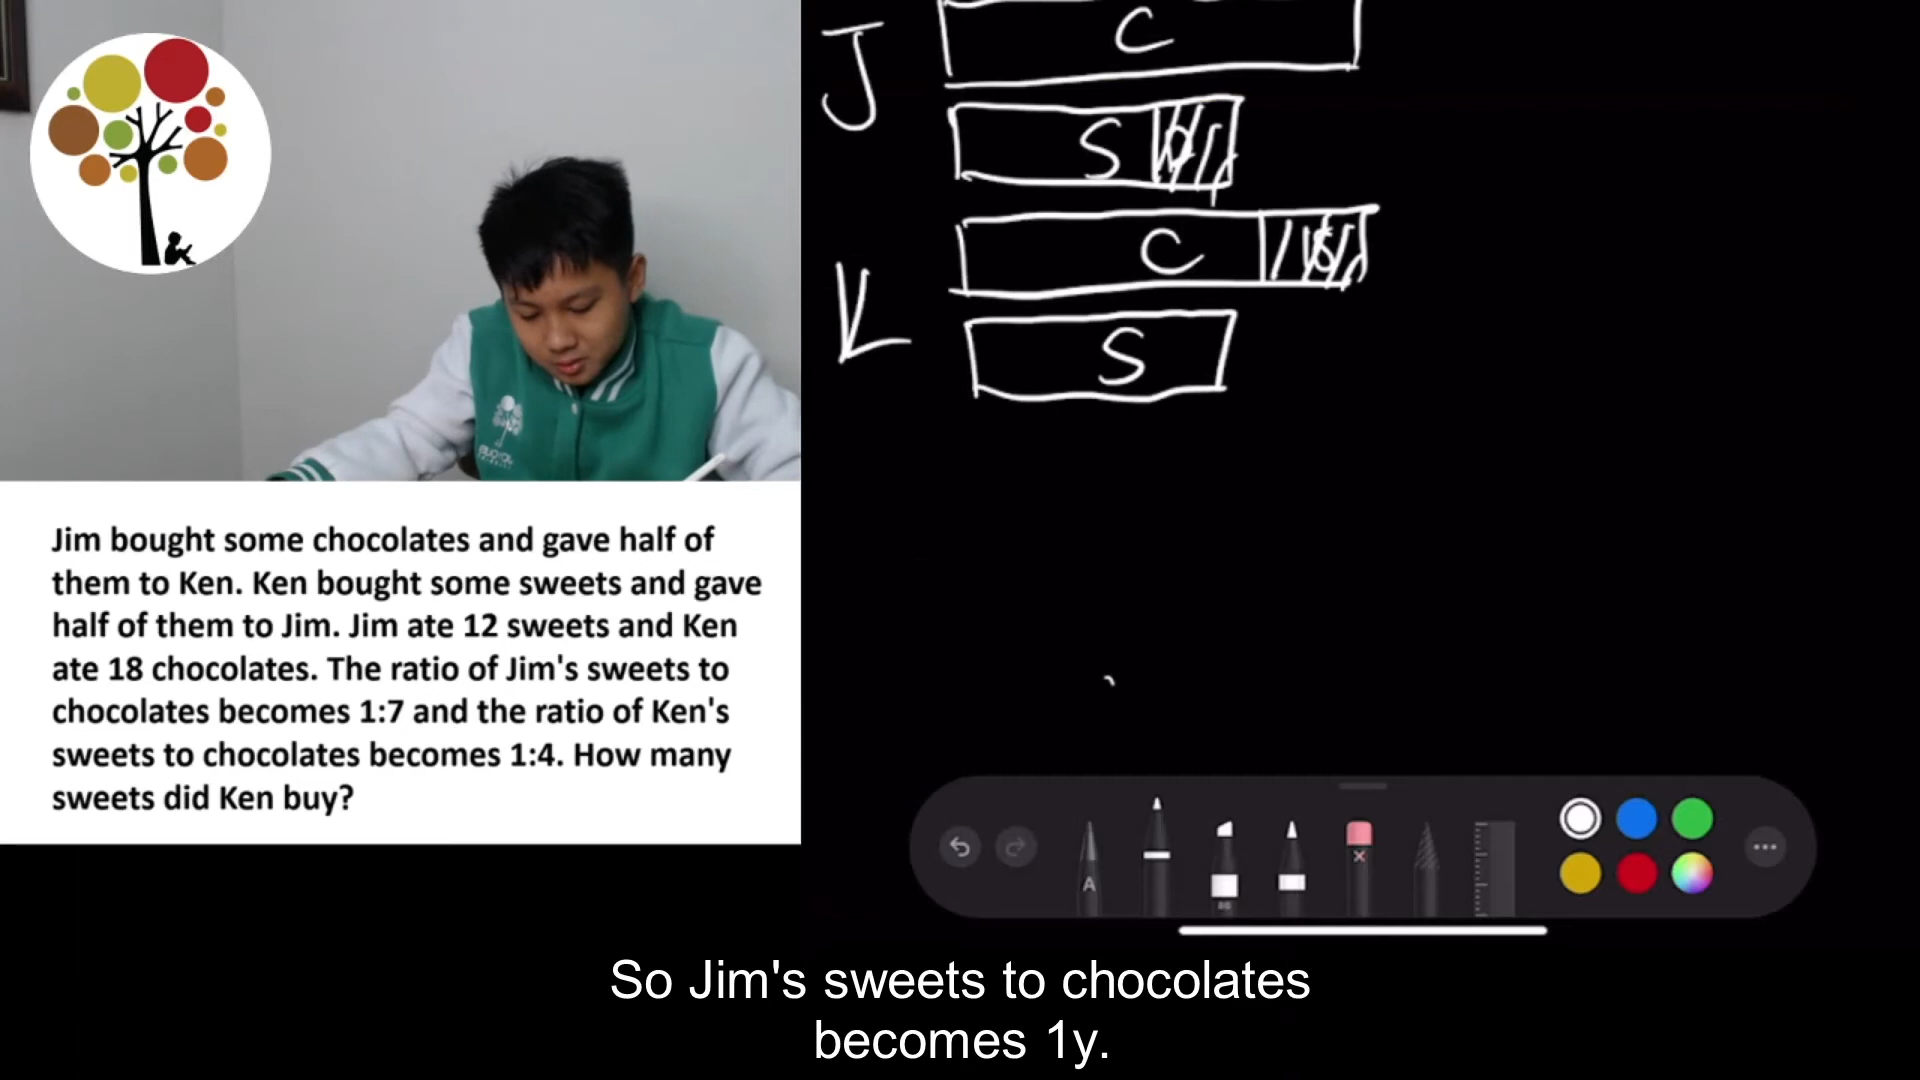 J
C
S
C
K
S
Jim bought some chocolates and gave half of
them to Ken. Ken bought some sweets and gave
half of them to Jim. Jim ate 12 sweets and Ken
ate 18 chocolates. The ratio of Jim's sweets to
chocolates becomes 1:7 and the ratio of Ken's
sweets to chocolates becomes 1:4. How many
sweets did Ken buy?
A
So Jim's sweets to chocolates
becomes 1y.